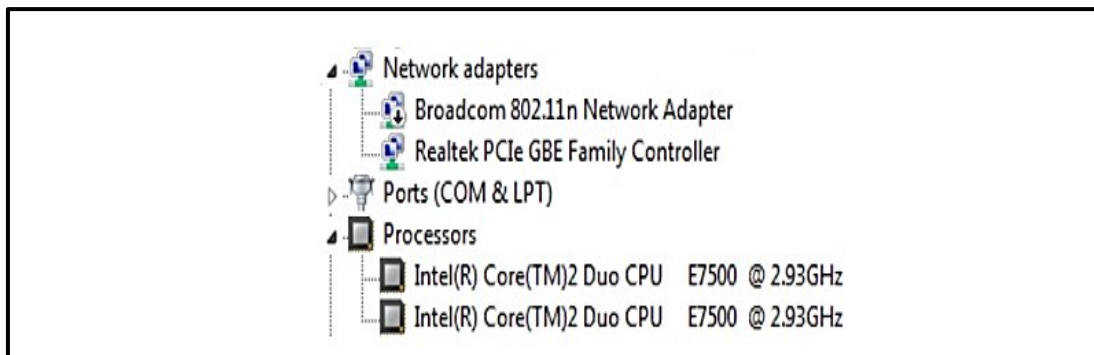 Network adapters
Broadcom 802.11n Network Adapter
Realtek PCIe GBE Family Controller
Ports (COM & LPT)
Processors
Intel(R) Core(TM)2 Duo CPU E7500 @ 2.93GHz
Intel(R) Core(TM)2 Duo CPU E7500 @ 2.93GHz